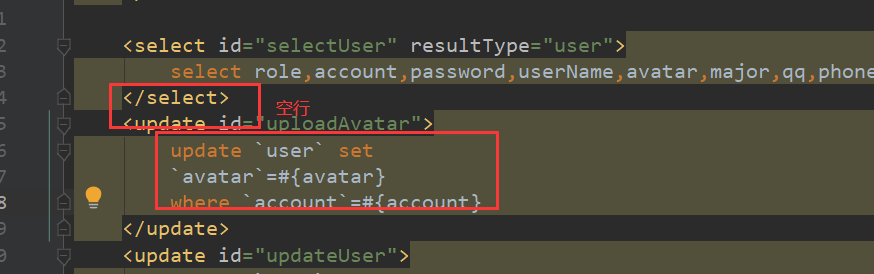 1
2 <select id="selectUser" resultType="user">
3 select role,account,password,userName,avatar,major,qq,phone
4 </select> 空行
5 <update id="uploadAvatar">
6 update `user` set
7 `avatar`=#{avatar}
8 where `account`=#{account}
9 </update>
0 <update id="updateUser">